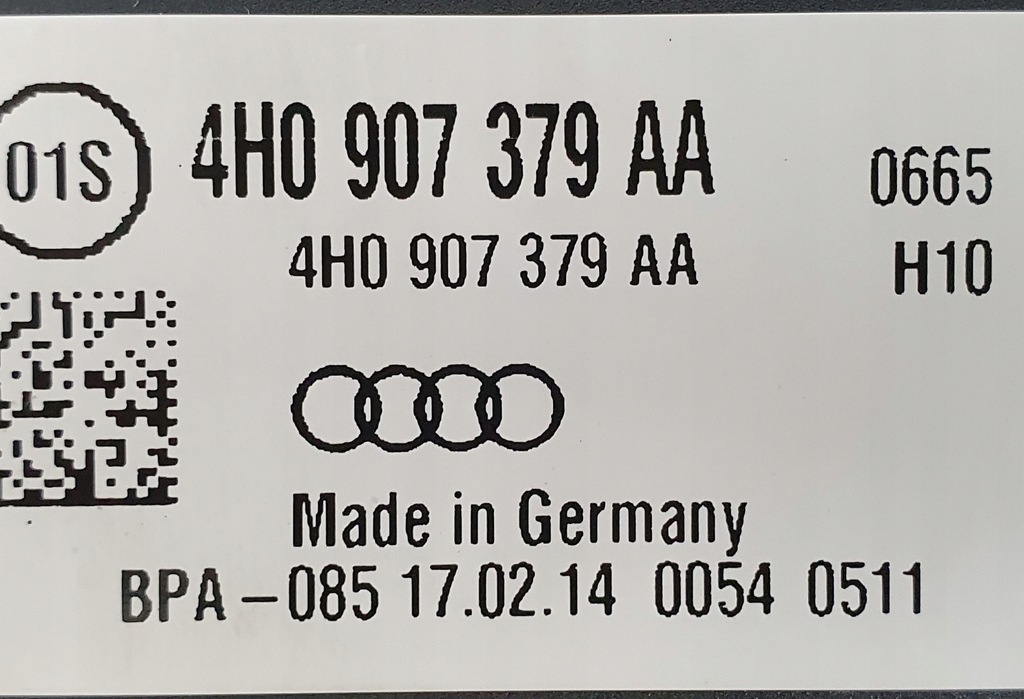 01S 4H0 907 379 AA 0665
4H0 907 379 AA H10
Made in Germany
BPA –085 17.02.14 0054 0511